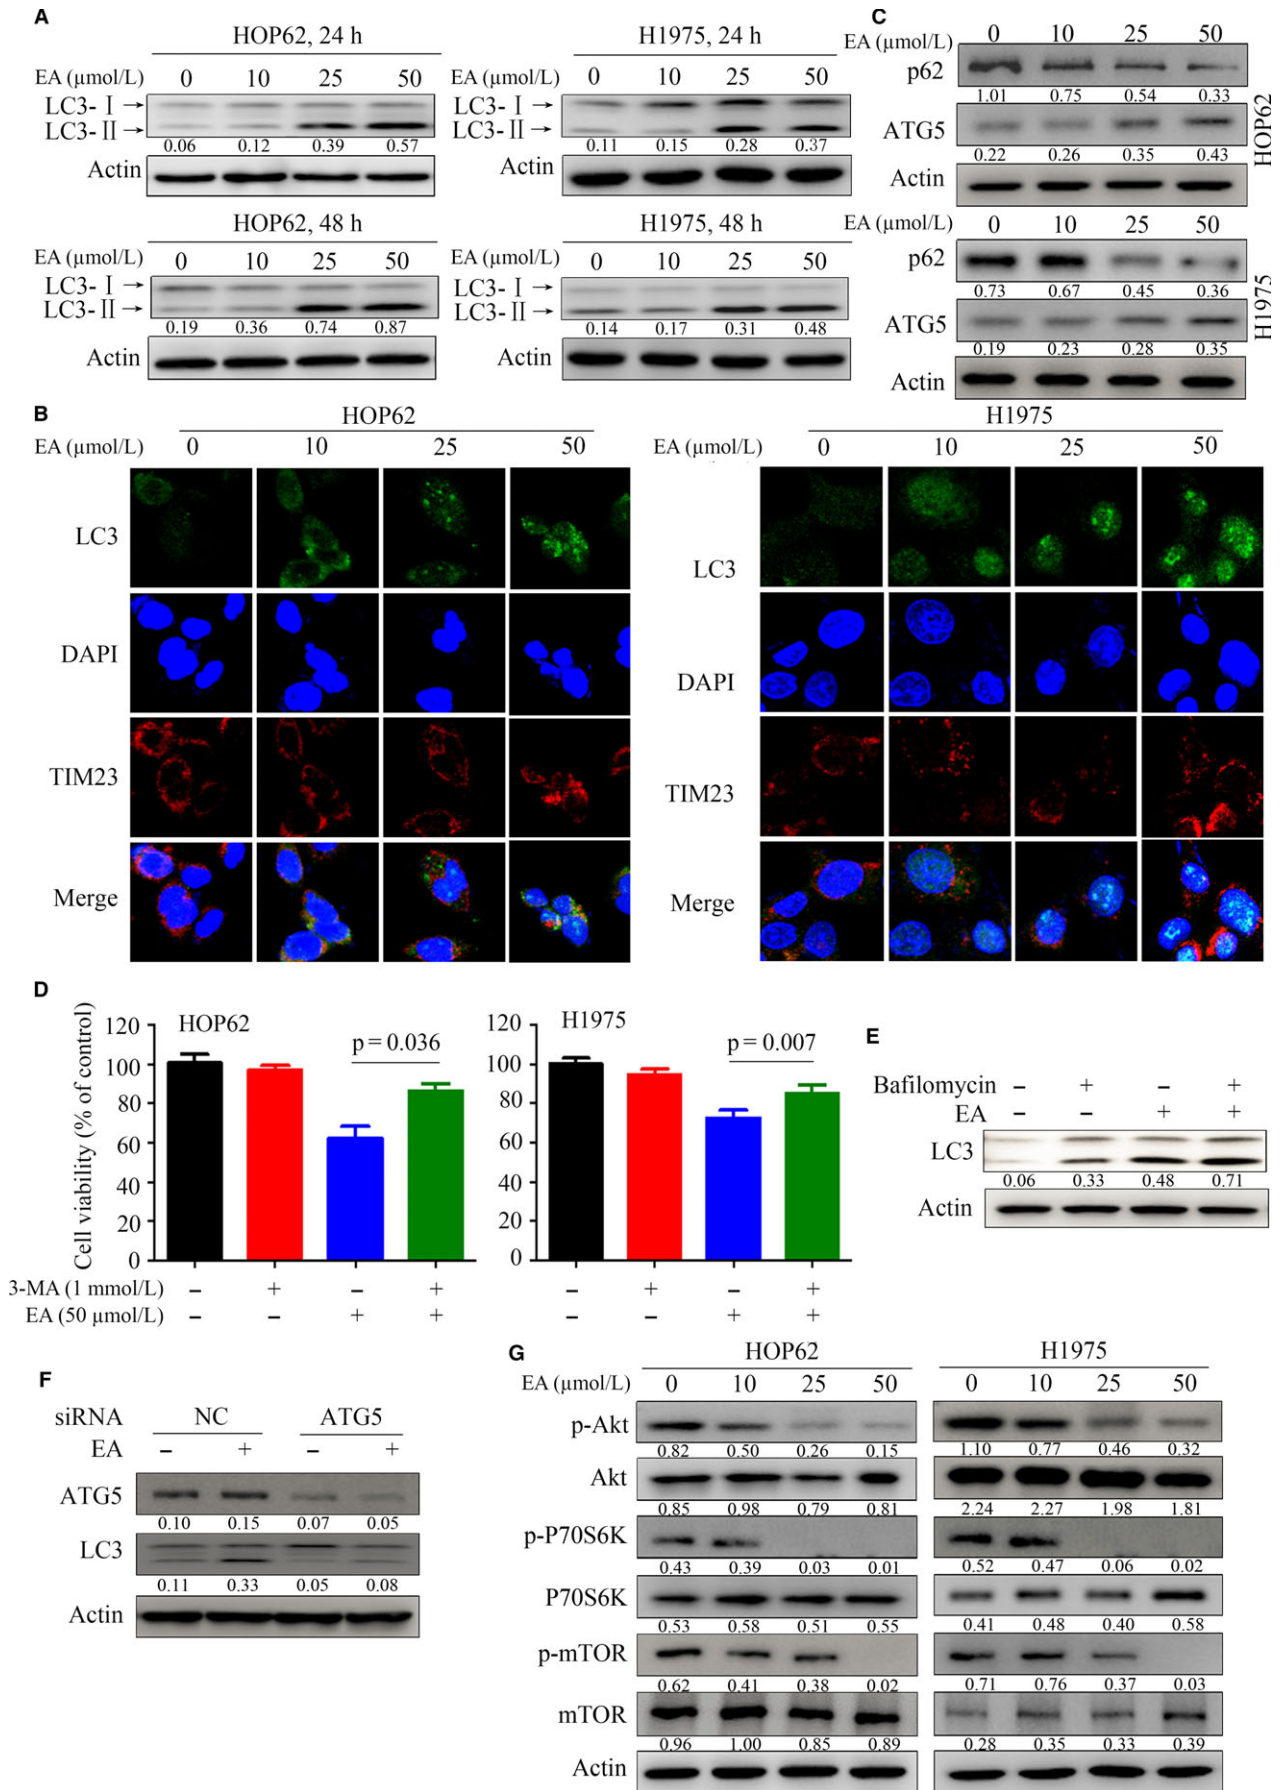 A
HOP62, 24 h
EA (µmol/L) 0 10 25 50
LC3- Ⅰ →
LC3- Ⅱ →
0.06 0.12 0.39 0.57
Actin
H1975, 24 h
EA (µmol/L) 0 10 25 50
LC3- Ⅰ →
LC3- Ⅱ →
0.11 0.15 0.28 0.37
Actin
HOP62, 48 h
EA (µmol/L) 0 10 25 50
LC3- Ⅰ →
LC3- Ⅱ →
0.19 0.36 0.74 0.87
Actin
H1975, 48 h
EA (µmol/L) 0 10 25 50
LC3- Ⅰ →
LC3- Ⅱ →
0.14 0.17 0.31 0.48
Actin
C
EA (µmol/L) 0 10 25 50
p62
1.01 0.75 0.54 0.33
ATG5
0.22 0.26 0.35 0.43
Actin
HOP62
EA (µmol/L) 0 10 25 50
p62
0.73 0.67 0.45 0.36
ATG5
0.19 0.23 0.28 0.35
Actin
H1975
B
HOP62
EA (µmol/L) 0 10 25 50
LC3
DAPI
TIM23
Merge
H1975
EA (µmol/L) 0 10 25 50
LC3
DAPI
TIM23
Merge
D
Cell viability (% of control)
HOP62
p = 0.036
120
100
80
60
40
20
0
H1975
p = 0.007
120
100
80
60
40
20
0
3-MA (1 mmol/L) – + – + – + – +
EA (50 µmol/L) – – + + – – + +
E
Bafilomycin – + – +
EA – – + +
LC3
0.06 0.33 0.48 0.71
Actin
F
siRNA NC ATG5
EA – + – +
ATG5
0.10 0.15 0.07 0.05
LC3
0.11 0.33 0.05 0.08
Actin
G
HOP62 H1975
EA (µmol/L) 0 10 25 50 0 10 25 50
p-Akt
0.82 0.50 0.26 0.15 1.10 0.77 0.46 0.32
Akt
0.85 0.98 0.79 0.81 2.24 2.27 1.98 1.81
p-P70S6K
0.43 0.39 0.03 0.01 0.52 0.47 0.06 0.02
P70S6K
0.53 0.58 0.51 0.55 0.41 0.48 0.40 0.58
p-mTOR
0.62 0.41 0.38 0.02 0.71 0.76 0.37 0.03
mTOR
0.96 1.00 0.85 0.89 0.28 0.35 0.33 0.39
Actin